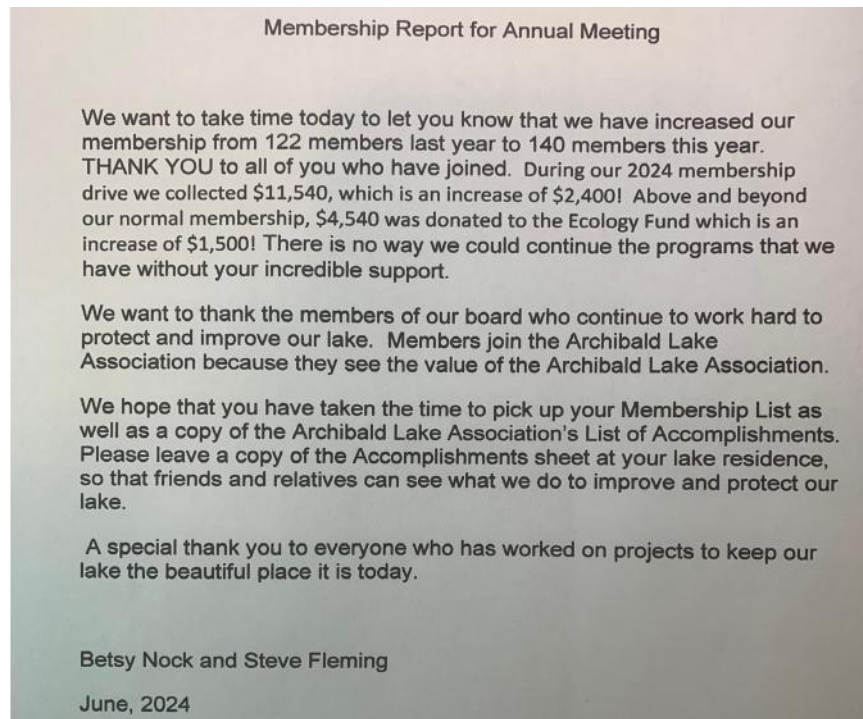 Membership Report for Annual Meeting
We want to take time today to let you know that we have increased our
membership from 122 members last year to 140 members this year.
THANK YOU to all of you who have joined. During our 2024 membership
drive we collected $11,540, which is an increase of $2,400! Above and beyond
our normal membership, $4,540 was donated to the Ecology Fund which is an
increase of $1,500! There is no way we could continue the programs that we
have without your incredible support.
We want to thank the members of our board who continue to work hard to
protect and improve our lake. Members join the Archibald Lake
Association because they see the value of the Archibald Lake Association.
We hope that you have taken the time to pick up your Membership List as
well as a copy of the Archibald Lake Association's List of Accomplishments.
Please leave a copy of the Accomplishments sheet at your lake residence,
so that friends and relatives can see what we do to improve and protect our
lake.
A special thank you to everyone who has worked on projects to keep our
lake the beautiful place it is today.
Betsy Nock and Steve Fleming
June, 2024